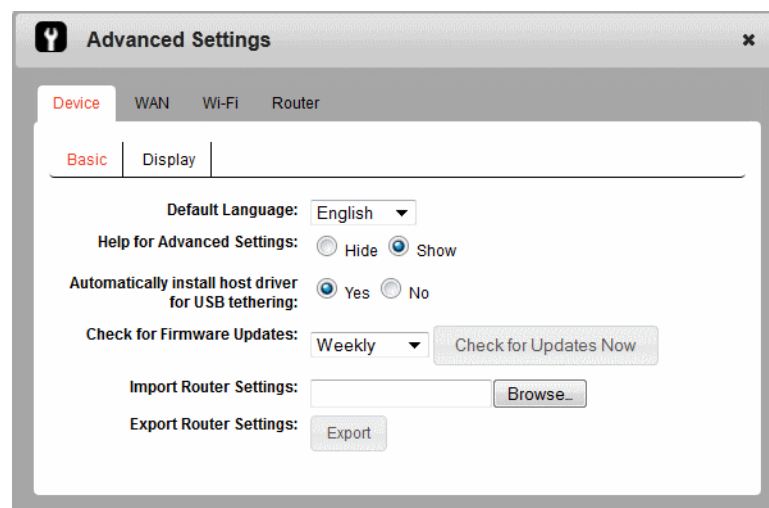 Advanced Settings
Device WAN Wi-Fi Router
Basic Display
Default Language: English
Help for Advanced Settings: Hide Show
Automatically install host driver
for USB tethering: Yes No
Check for Firmware Updates: Weekly Check for Updates Now
Import Router Settings: Browse...
Export Router Settings: Export